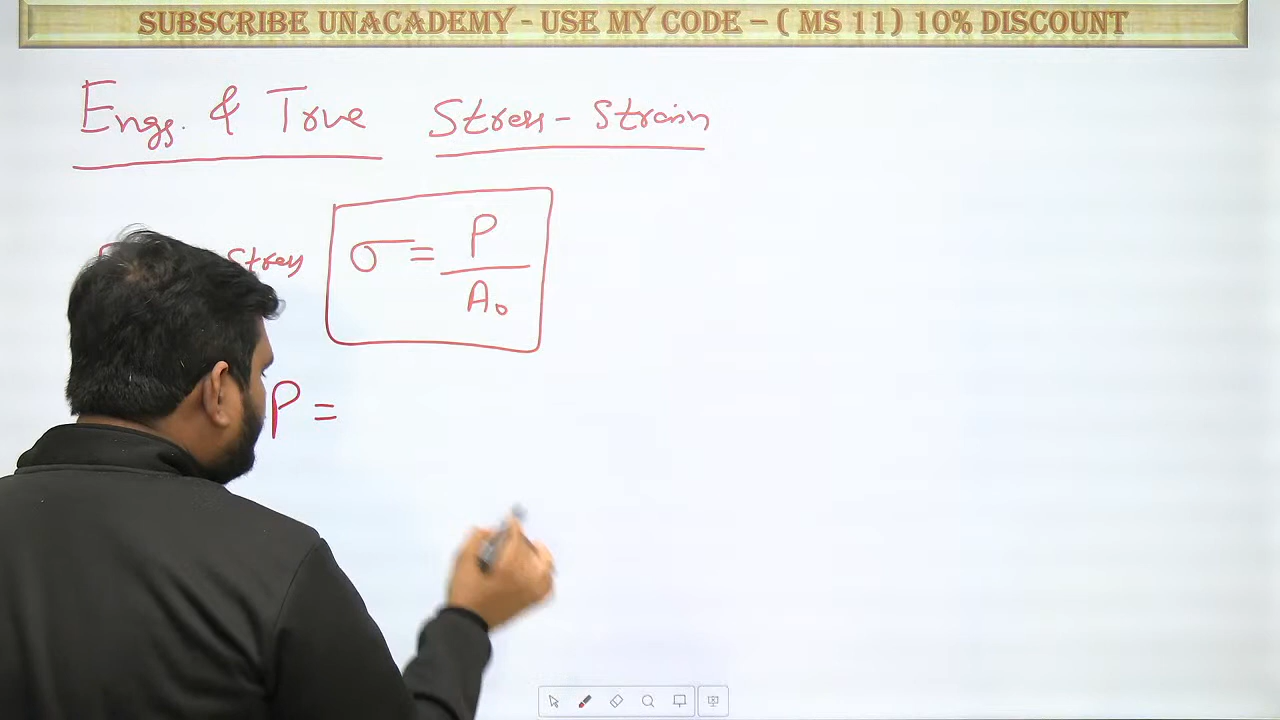 SUBSCRIBE UNACADEMY - USE MY CODE – ( MS 11) 10% DISCOUNT
Engg. & True Stress - Strain
Stress σ = P / A₀
P =